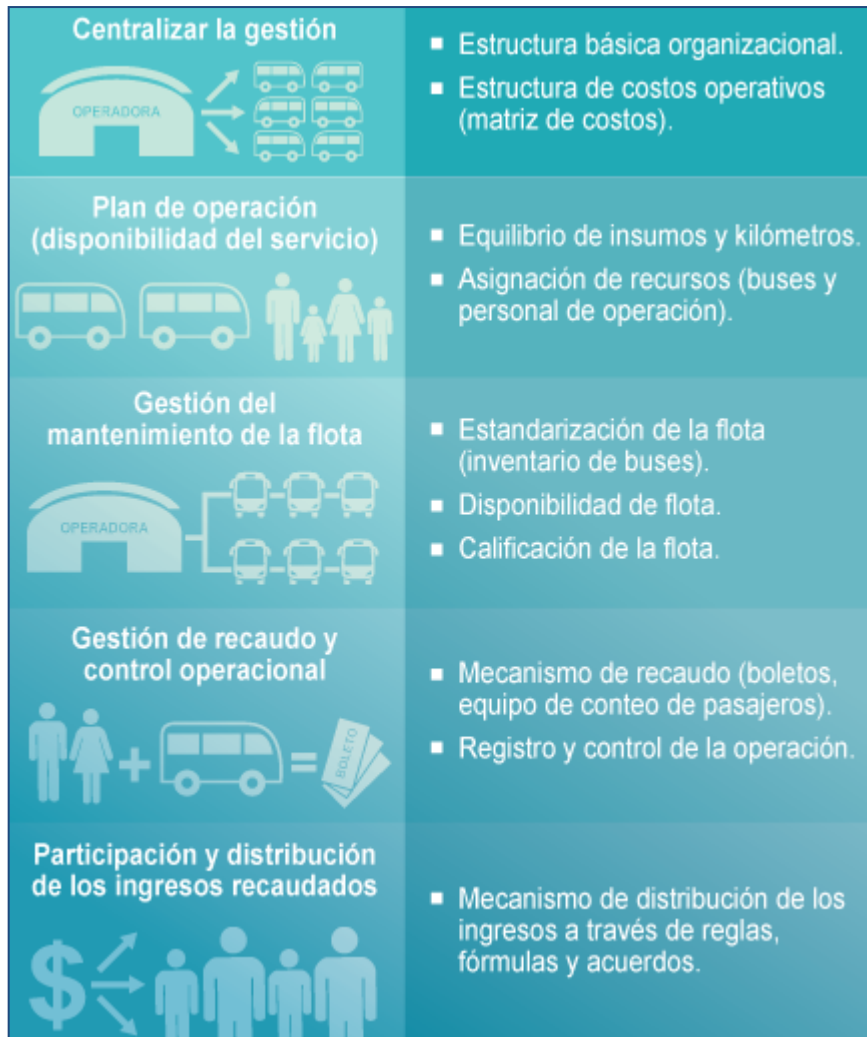 Centralizar la gestión
OPERADORA
▪ Estructura básica organizacional.
▪ Estructura de costos operativos
(matriz de costos).
Plan de operación
(disponibilidad del servicio)
▪ Equilibrio de insumos y kilómetros.
▪ Asignación de recursos (buses y
personal de operación).
Gestión del
mantenimiento de la flota
OPERADORA
▪ Estandarización de la flota
(inventario de buses).
▪ Disponibilidad de flota.
▪ Calificación de la flota.
Gestión de recaudo y
control operacional
+ = BOLETO
▪ Mecanismo de recaudo (boletos,
equipo de conteo de pasajeros).
▪ Registro y control de la operación.
Participación y distribución
de los ingresos recaudados
$
▪ Mecanismo de distribución de los
ingresos a través de reglas,
fórmulas y acuerdos.